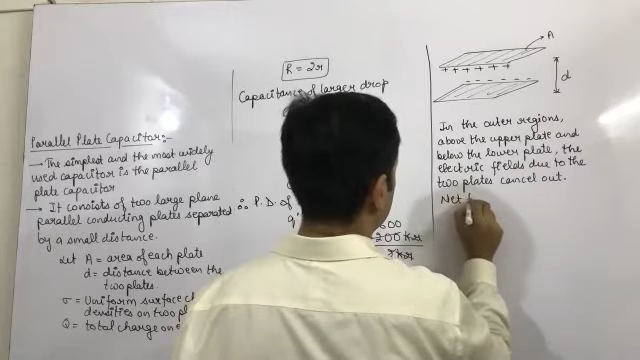 Parallel Plate Capacitor:-
→ The simplest and the most widely
used capacitor is the parallel
plate capacitor
→ It consists of two large plane
parallel conducting plates separated
by a small distance.
Let A = area of each plate
d = distance between the
two plates.
σ = Uniform surface
densities on two
Q = total charge on
R = 2r
Capacitance of larger drop
∴ P.D. of
A
+ + + + + +
- - - - - -
d
In the outer regions,
above the upper plate and
below the lower plate, the
electric fields due to the
two plates cancel out.
Net